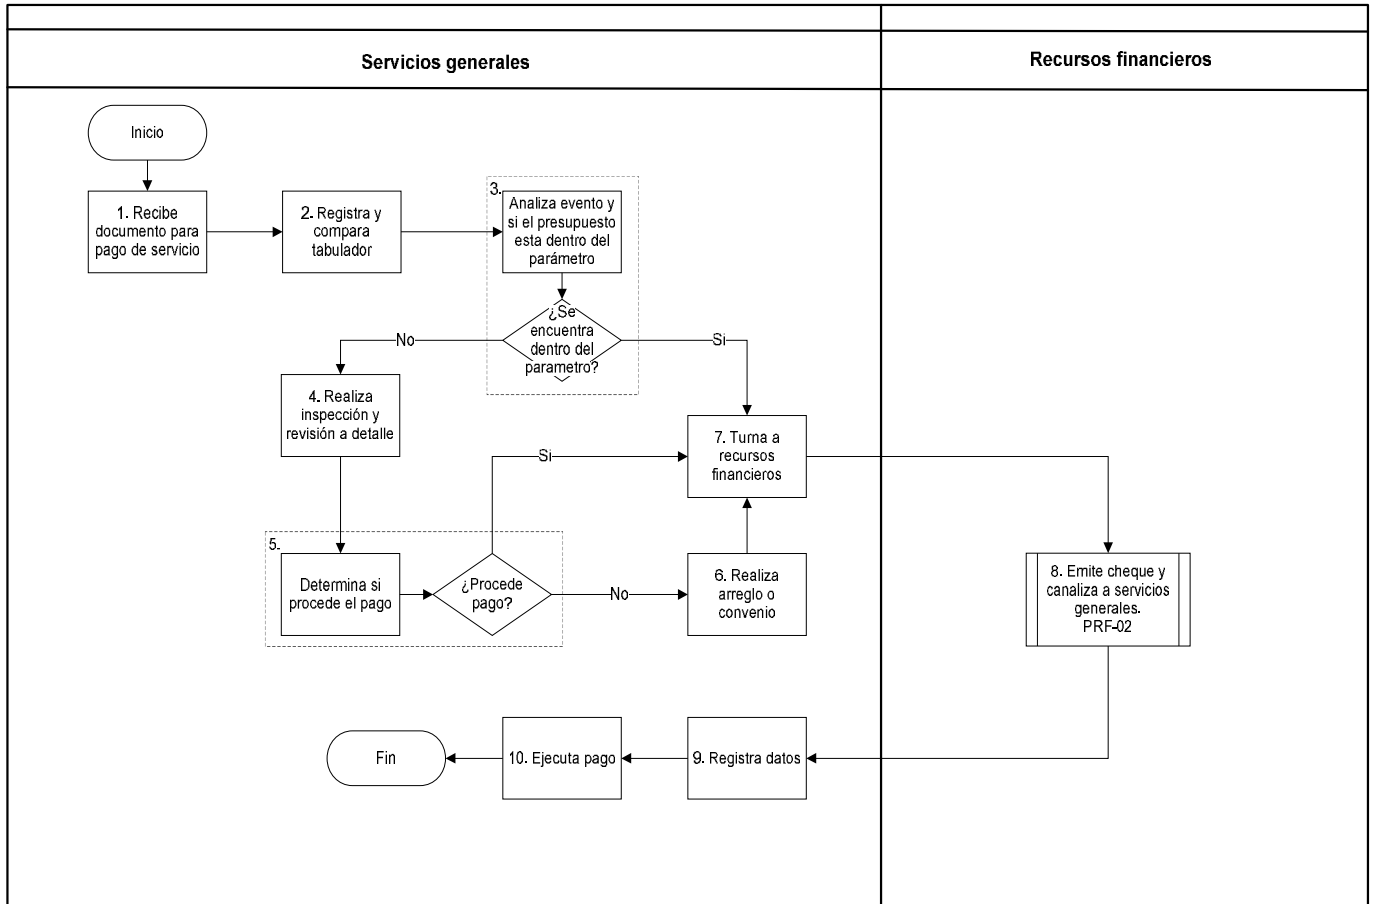 Servicios generales
Recursos financieros
Inicio
1. Recibe
documento para
pago de servicio
2. Registra y
compara
tabulador
3.
Analiza evento y
si el presupuesto
esta dentro del
parámetro
¿Se
encuentra
dentro del
parametro?
No
Si
4. Realiza
inspección y
revisión a detalle
7. Turna a
recursos
financieros
Si
5.
Determina si
procede el pago
¿Procede
pago?
No
6. Realiza
arreglo o
convenio
8. Emite cheque y
canaliza a servicios
generales.
PRF-02
Fin
10. Ejecuta pago
9. Registra datos